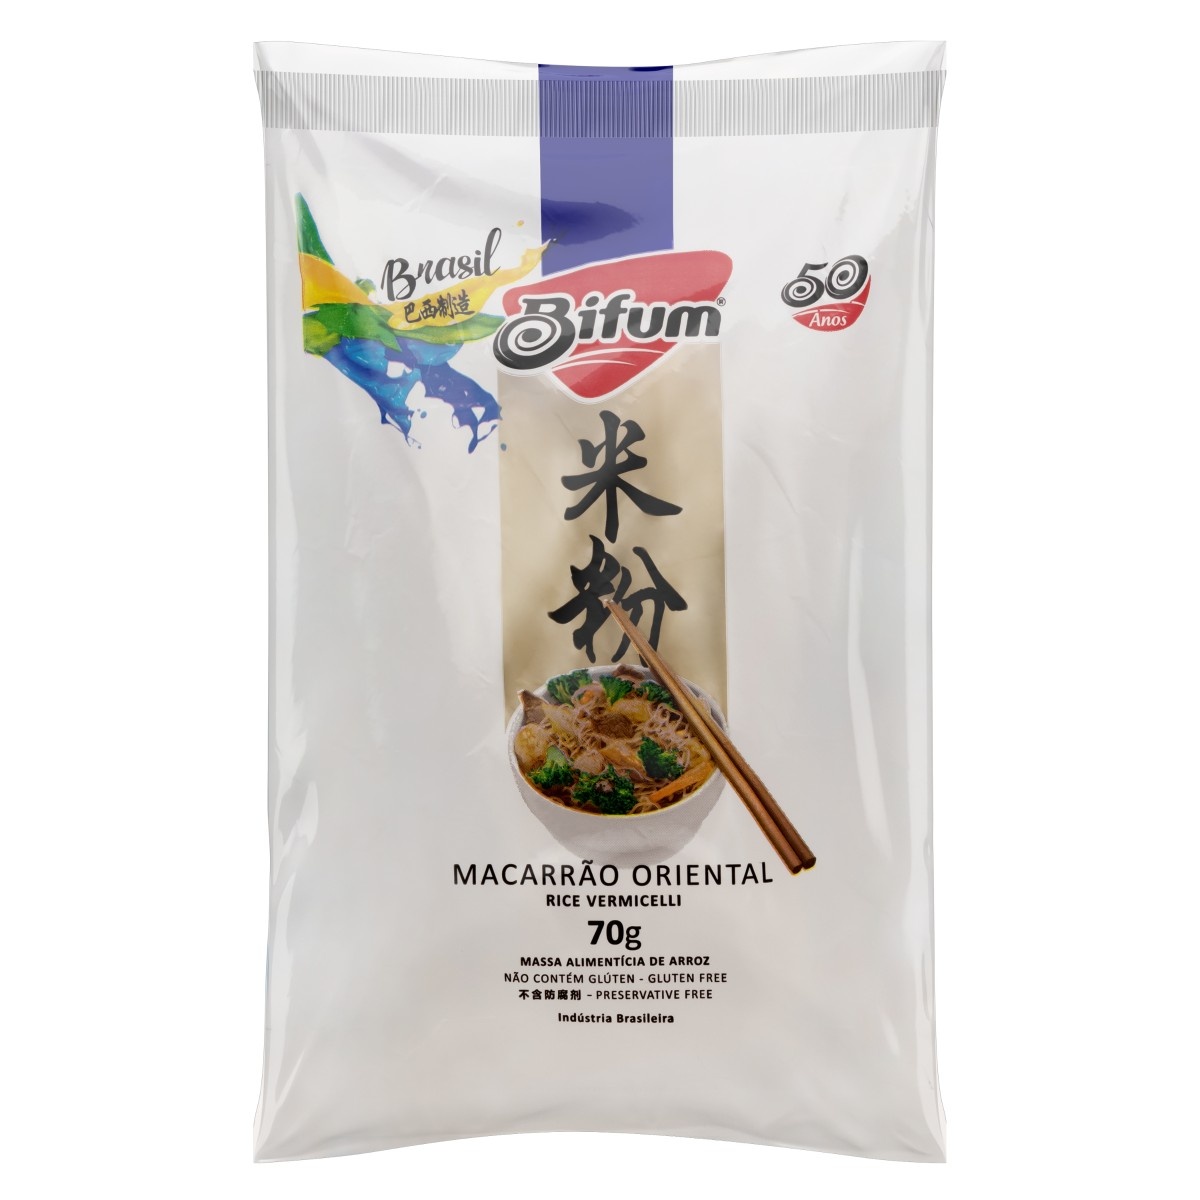 Brasil
巴西制造
Bifum®
50
Anos
米
粉
MACARRÃO ORIENTAL
RICE VERMICELLI
70g
MASSA ALIMENTÍCIA DE ARROZ
NÃO CONTÉM GLÚTEN - GLUTEN FREE
不含防腐剂 - PRESERVATIVE FREE
Indústria Brasileira